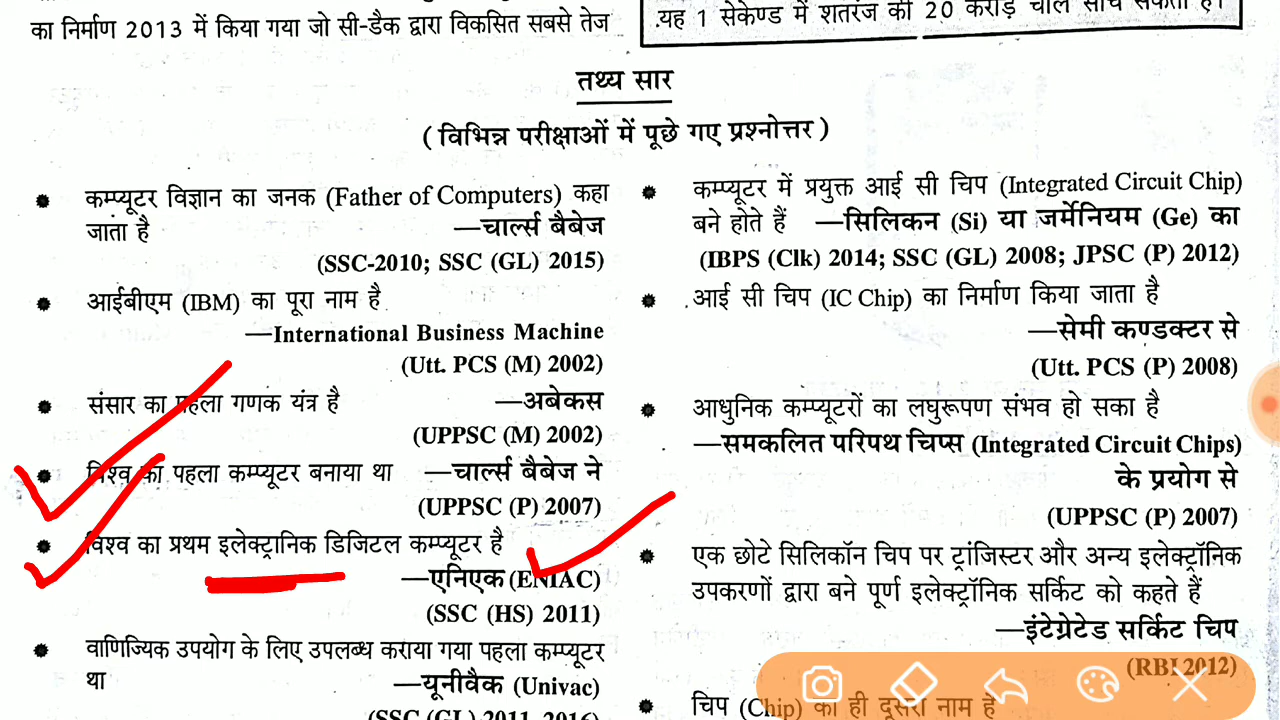 का निर्माण 2013 में किया गया जो सी-डैक द्वारा विकसित सबसे तेज
यह 1 सेकेण्ड में शतरंज की 20 करोड़ चाल सोच सकता है।
तथ्य सार
(विभिन्न परीक्षाओं में पूछे गए प्रश्नोत्तर)
कम्प्यूटर विज्ञान का जनक (Father of Computers) कहा
जाता है —चार्ल्स बैबेज
(SSC-2010; SSC (GL) 2015)
आईबीएम (IBM) का पूरा नाम है
—International Business Machine
(Utt. PCS (M) 2002)
संसार का पहला गणक यंत्र है —अबेकस
(UPPSC (M) 2002)
विश्व का पहला कम्प्यूटर बनाया था —चार्ल्स बैबेज ने
(UPPSC (P) 2007)
विश्व का प्रथम इलेक्ट्रानिक डिजिटल कम्प्यूटर है
—एनिएक (ENIAC)
(SSC (HS) 2011)
वाणिज्यिक उपयोग के लिए उपलब्ध कराया गया पहला कम्प्यूटर
था —यूनीवैक (Univac)
(SSC (GL) 2011, 2016)
कम्प्यूटर में प्रयुक्त आई सी चिप (Integrated Circuit Chip)
बने होते हैं —सिलिकन (Si) या जर्मेनियम (Ge) का
(IBPS (Clk) 2014; SSC (GL) 2008; JPSC (P) 2012)
आई सी चिप (IC Chip) का निर्माण किया जाता है
—सेमी कण्डक्टर से
(Utt. PCS (P) 2008)
आधुनिक कम्प्यूटरों का लघुरूपण संभव हो सका है
—समकलित परिपथ चिप्स (Integrated Circuit Chips)
के प्रयोग से
(UPPSC (P) 2007)
एक छोटे सिलिकॉन चिप पर ट्रांजिस्टर और अन्य इलेक्ट्रॉनिक
उपकरणों द्वारा बने पूर्ण इलेक्ट्रॉनिक सर्किट को कहते हैं
—इंटेग्रेटेड सर्किट चिप
(RBI 2012)
चिप (Chip) का ही दूसरा नाम है